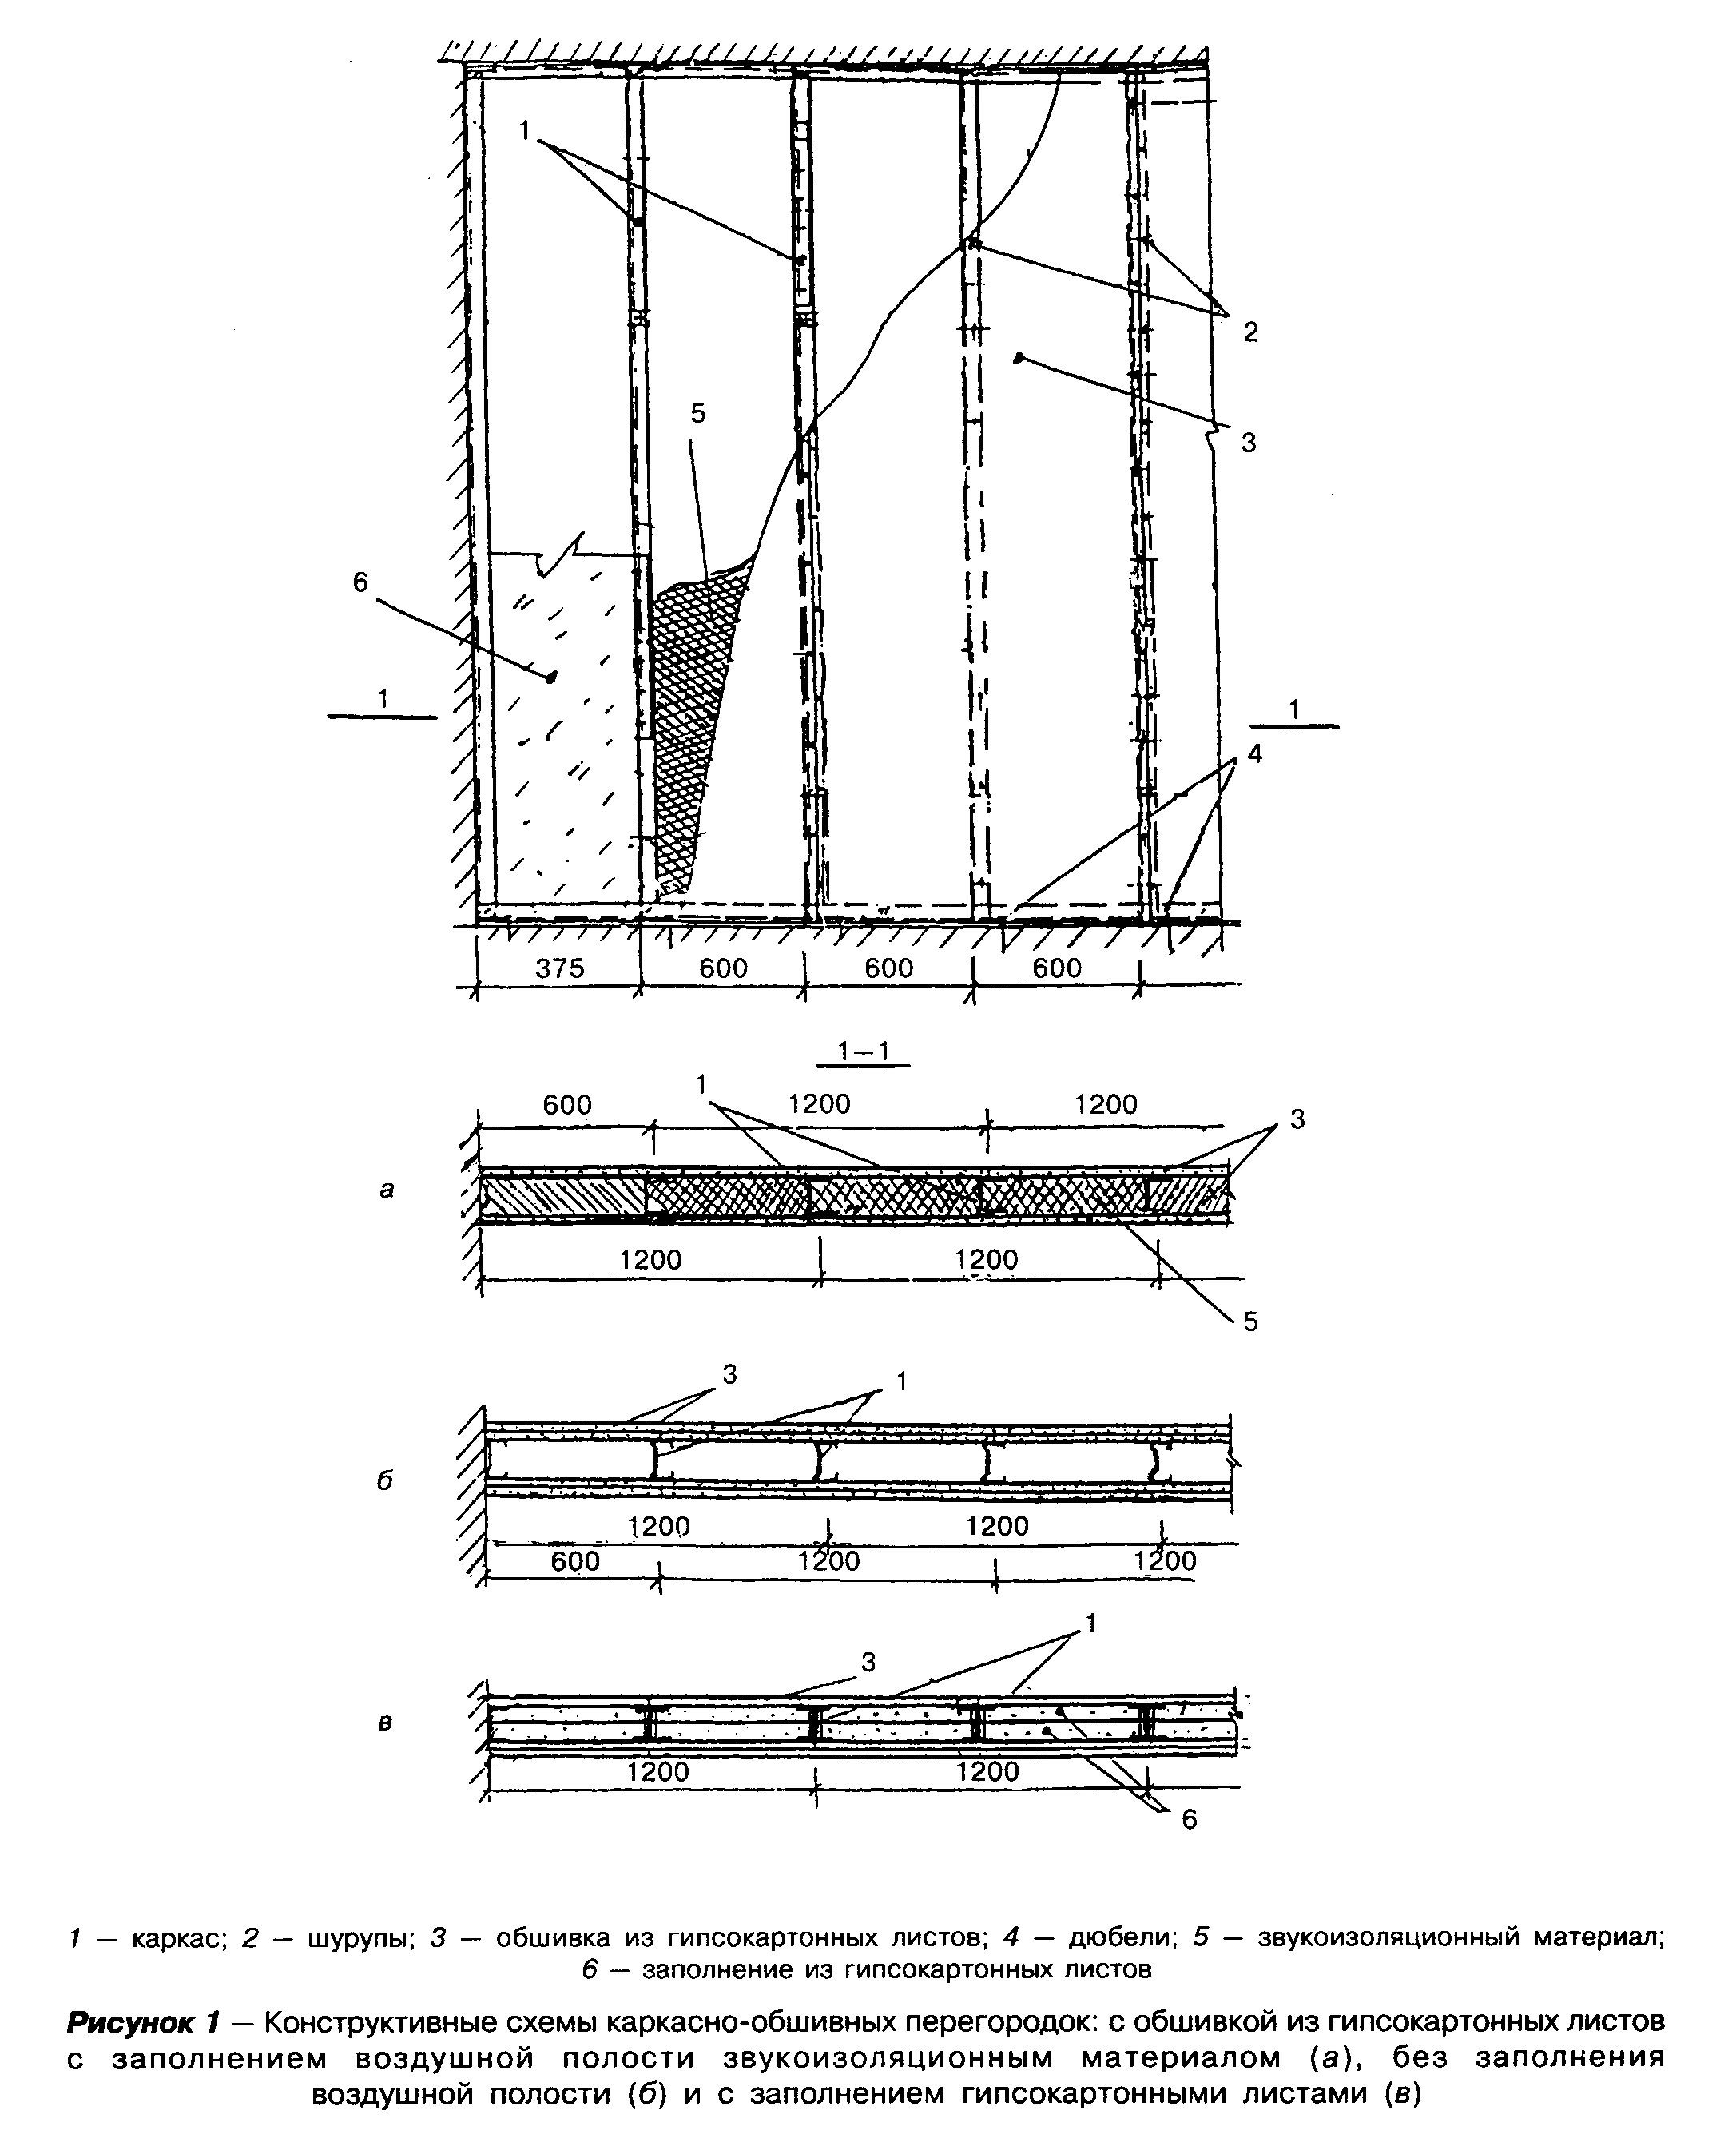 1
2
3
5
6
1
1
4
375 600 600 600
1–1
1
600 1200 1200
3
а
1200 1200
5
3 1
б
1200 1200
600 1200 1200
1
3
в
1200 1200
6
1 — каркас; 2 — шурупы; 3 — обшивка из гипсокартонных листов; 4 — дюбели; 5 — звукоизоляционный материал;
6 — заполнение из гипсокартонных листов
Рисунок 1 — Конструктивные схемы каркасно-обшивных перегородок: с обшивкой из гипсокартонных листов
с заполнением воздушной полости звукоизоляционным материалом (а), без заполнения
воздушной полости (б) и с заполнением гипсокартонными листами (в)